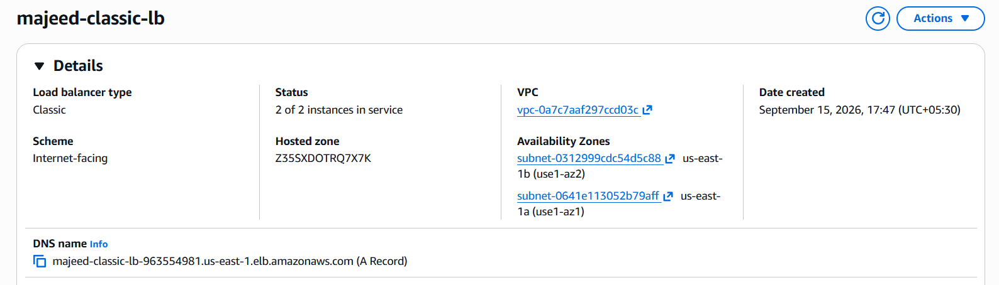 majeed-classic-lb
Actions
Details
Load balancer type
Classic
Status
2 of 2 instances in service
VPC
vpc-0a7c7aaf297ccd03c
Date created
September 15, 2026, 17:47 (UTC+05:30)
Scheme
Internet-facing
Hosted zone
Z35SXDOTRQ7X7K
Availability Zones
subnet-0312999cdc54d5c88 us-east-
1b (use1-az2)
subnet-0641e113052b79aff us-east-
1a (use1-az1)
DNS name Info
majeed-classic-lb-963554981.us-east-1.elb.amazonaws.com (A Record)